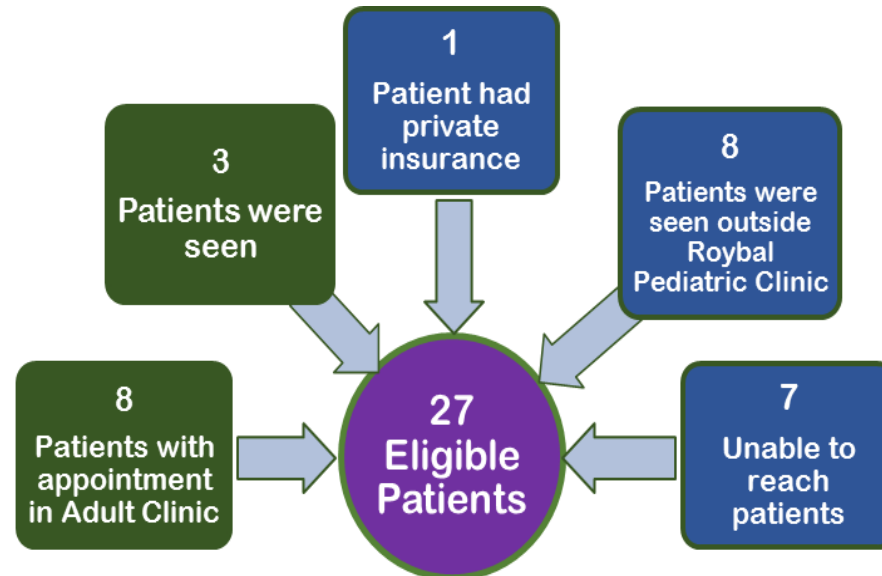 1
Patient had
private
insurance
3
Patients were
seen
8
Patients were
seen outside
Roybal
Pediatric Clinic
8
Patients with
appointment
in Adult Clinic
27
Eligible
Patients
7
Unable to
reach
patients